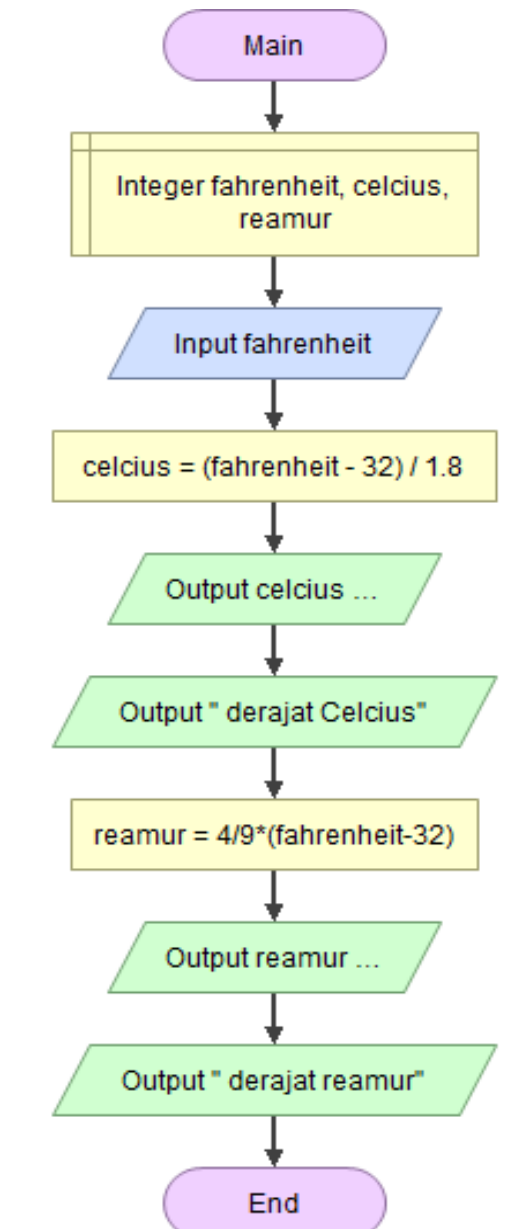 Main
Integer fahrenheit, celcius,
reamur
Input fahrenheit
celcius = (fahrenheit - 32) / 1.8
Output celcius ...
Output " derajat Celcius"
reamur = 4/9*(fahrenheit-32)
Output reamur ...
Output " derajat reamur"
End